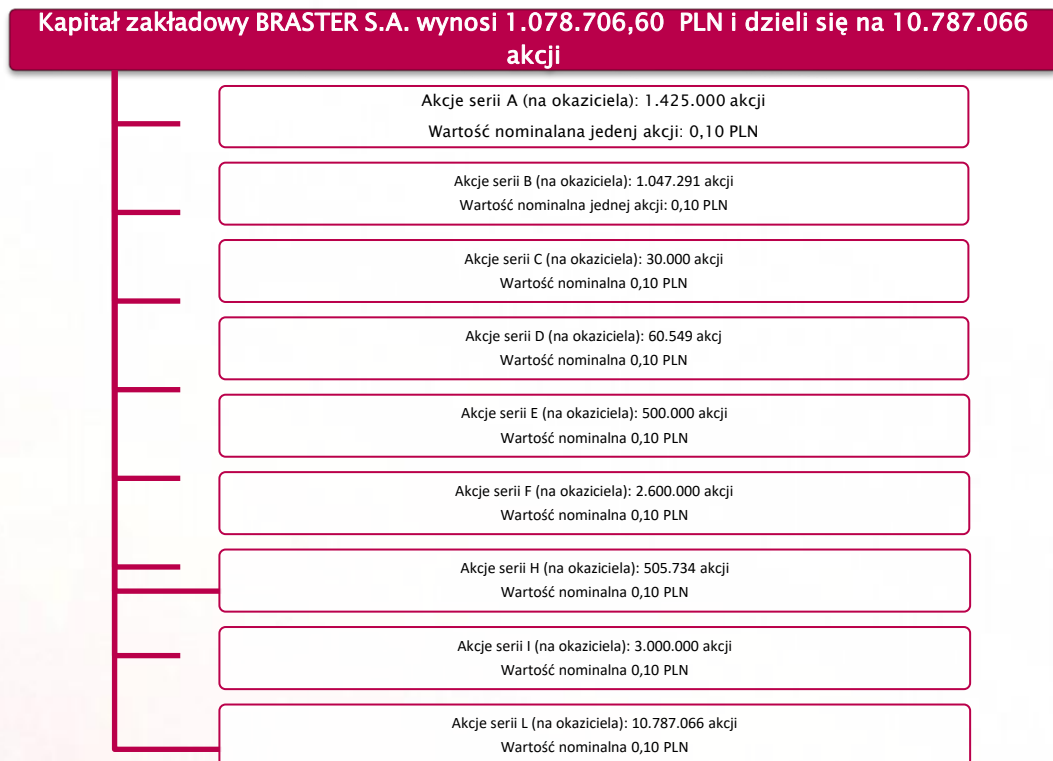 Kapitał zakładowy BRASTER S.A. wynosi 1.078.706,60 PLN i dzieli się na 10.787.066
akcji
Akcje serii A (na okaziciela): 1.425.000 akcji
Wartość nominalana jedenj akcji: 0,10 PLN
Akcje serii B (na okaziciela): 1.047.291 akcji
Wartość nominalna jednej akcji: 0,10 PLN
Akcje serii C (na okaziciela): 30.000 akcji
Wartość nominalna 0,10 PLN
Akcje serii D (na okaziciela): 60.549 akcj
Wartość nominalna 0,10 PLN
Akcje serii E (na okaziciela): 500.000 akcji
Wartość nominalna 0,10 PLN
Akcje serii F (na okaziciela): 2.600.000 akcji
Wartość nominalna 0,10 PLN
Akcje serii H (na okaziciela): 505.734 akcji
Wartość nominalna 0,10 PLN
Akcje serii I (na okaziciela): 3.000.000 akcji
Wartość nominalna 0,10 PLN
Akcje serii L (na okaziciela): 10.787.066 akcji
Wartość nominalna 0,10 PLN